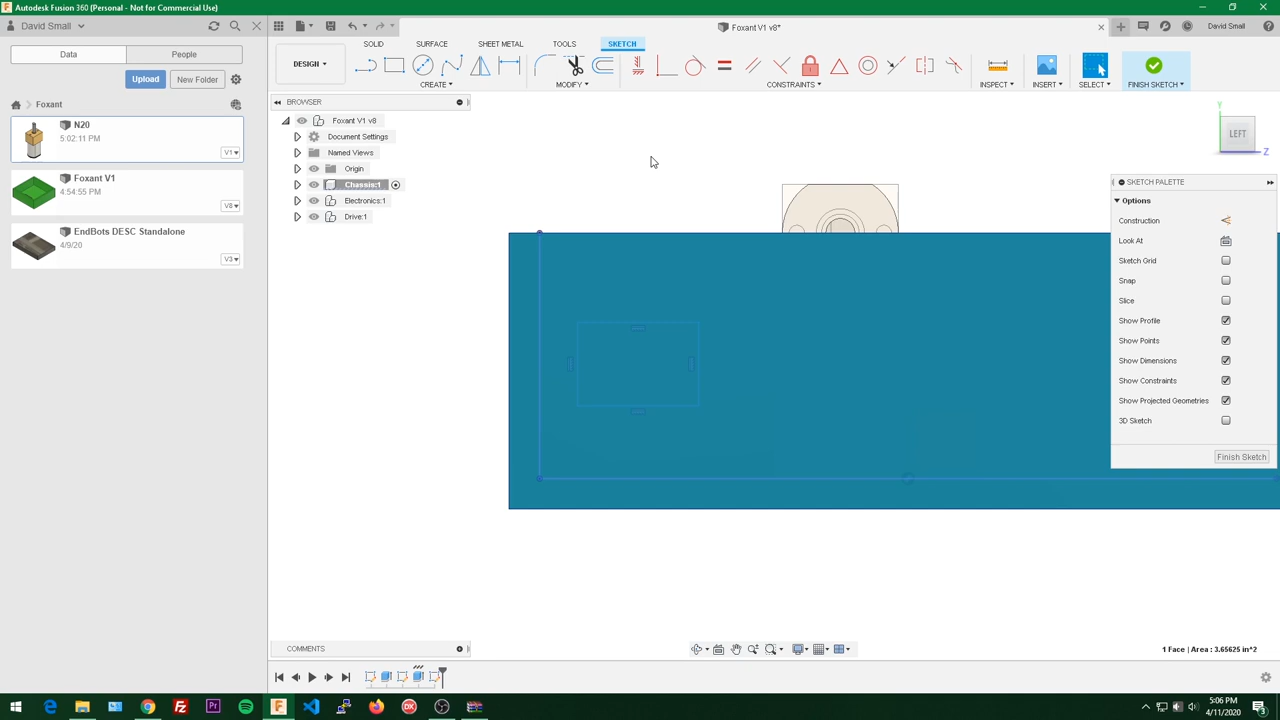 Autodesk Fusion 360 (Personal - Not for Commercial Use)
David Small
Foxant V1 v8*
David Small
Data
People
SOLID
SURFACE
SHEET METAL
TOOLS
SKETCH
DESIGN
Upload
New Folder
CREATE
MODIFY
CONSTRAINTS
INSPECT
INSERT
SELECT
FINISH SKETCH
Foxant
BROWSER
N20
5:02:11 PM
V1
Foxant V1
4:54:55 PM
V8
EndBots DESC Standalone
4/9/20
V3
Foxant V1 v8
Document Settings
Named Views
Origin
Chassis:1
Electronics:1
Drive:1
Y
LEFT
Z
SKETCH PALETTE
Options
Construction
Look At
Sketch Grid
Snap
Slice
Show Profile
Show Points
Show Dimensions
Show Constraints
Show Projected Geometries
3D Sketch
Finish Sketch
COMMENTS
1 Face | Area : 3.65625 in^2
5:06 PM
4/11/2020